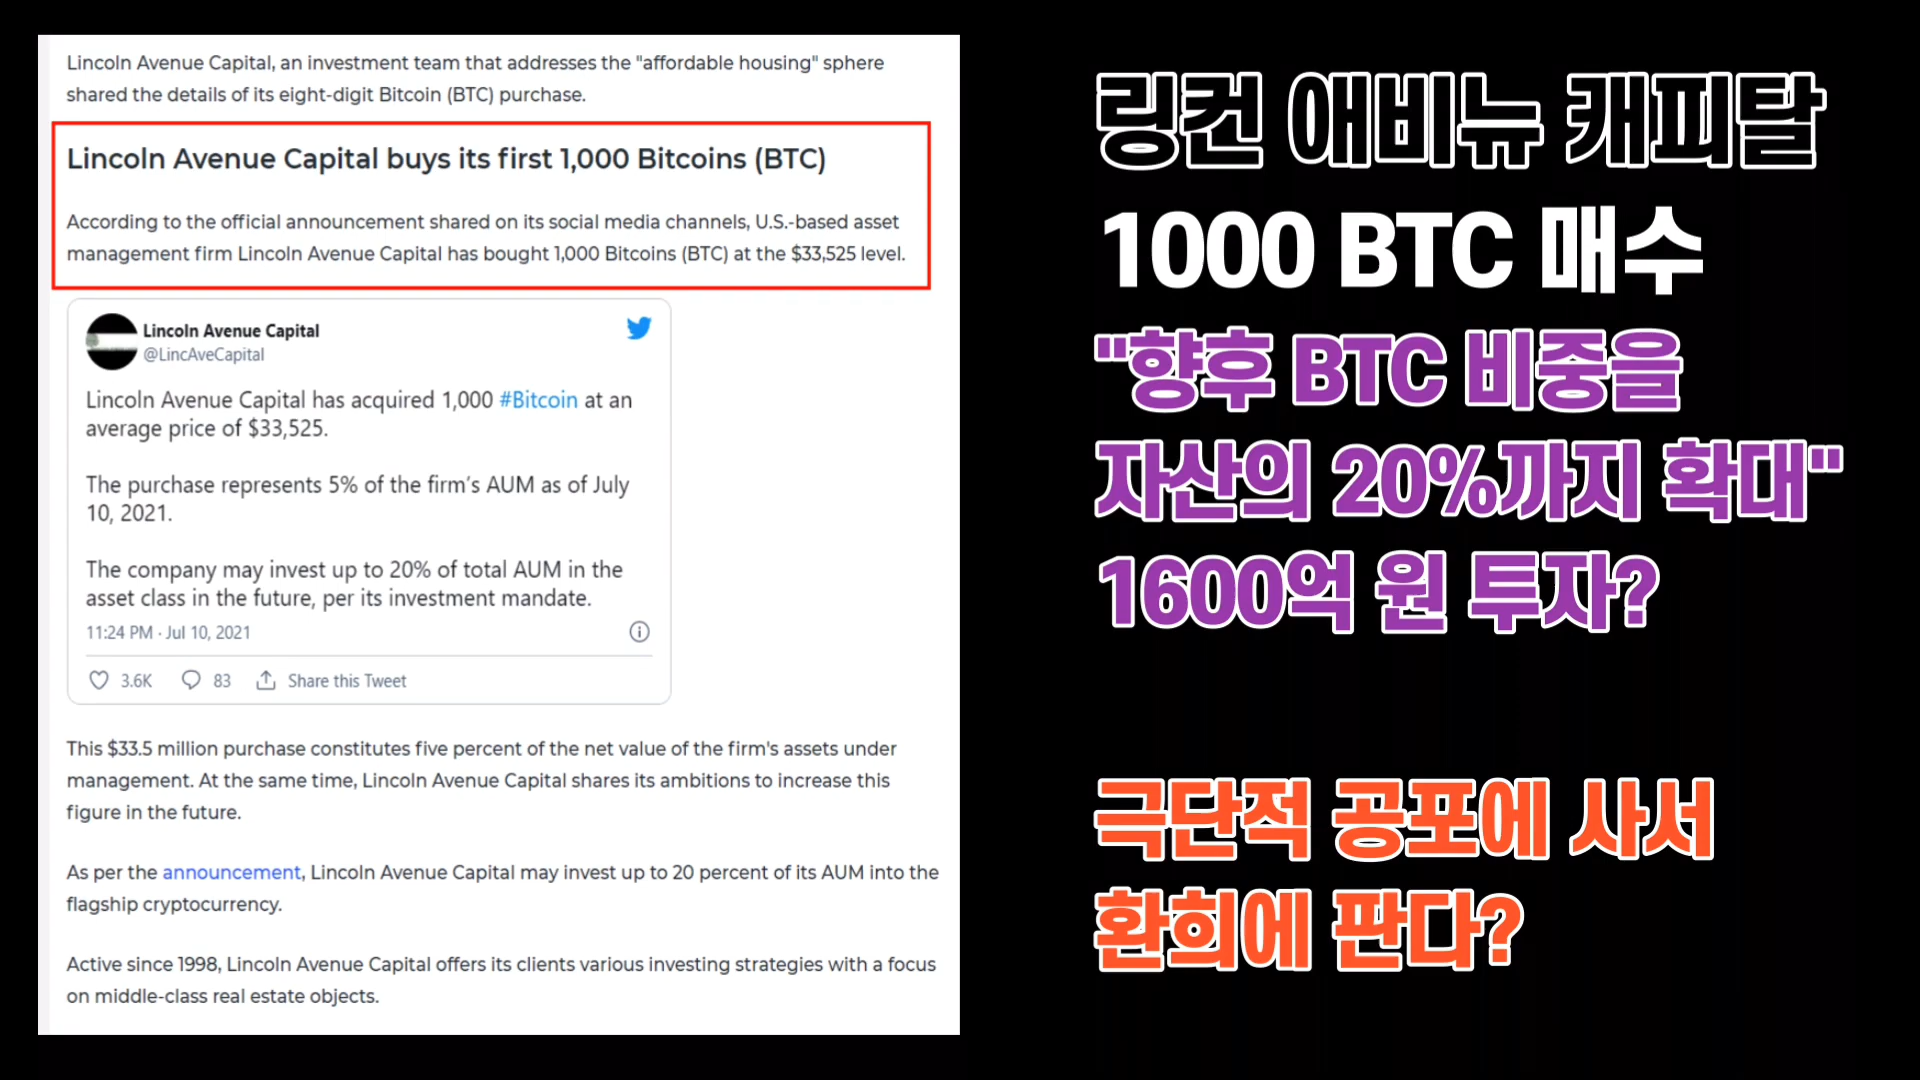 Lincoln Avenue Capital, an investment team that addresses the "affordable housing" sphere
shared the details of its eight-digit Bitcoin (BTC) purchase.
Lincoln Avenue Capital buys its first 1,000 Bitcoins (BTC)
According to the official announcement shared on its social media channels, U.S.-based asset
management firm Lincoln Avenue Capital has bought 1,000 Bitcoins (BTC) at the $33,525 level.
Lincoln Avenue Capital
@LincAveCapital
Lincoln Avenue Capital has acquired 1,000 #Bitcoin at an
average price of $33,525.
The purchase represents 5% of the firm's AUM as of July
10, 2021.
The company may invest up to 20% of total AUM in the
asset class in the future, per its investment mandate.
11:24 PM · Jul 10, 2021
3.6K 83 Share this Tweet
This $33.5 million purchase constitutes five percent of the net value of the firm's assets under
management. At the same time, Lincoln Avenue Capital shares its ambitions to increase this
figure in the future.
As per the announcement, Lincoln Avenue Capital may invest up to 20 percent of its AUM into the
flagship cryptocurrency.
Active since 1998, Lincoln Avenue Capital offers its clients various investing strategies with a focus
on middle-class real estate objects.
링컨 애비뉴 캐피탈
1000 BTC 매수
"향후 BTC 비중을
자산의 20%까지 확대"
1600억 원 투자?
극단적 공포에 사서
환희에 판다?